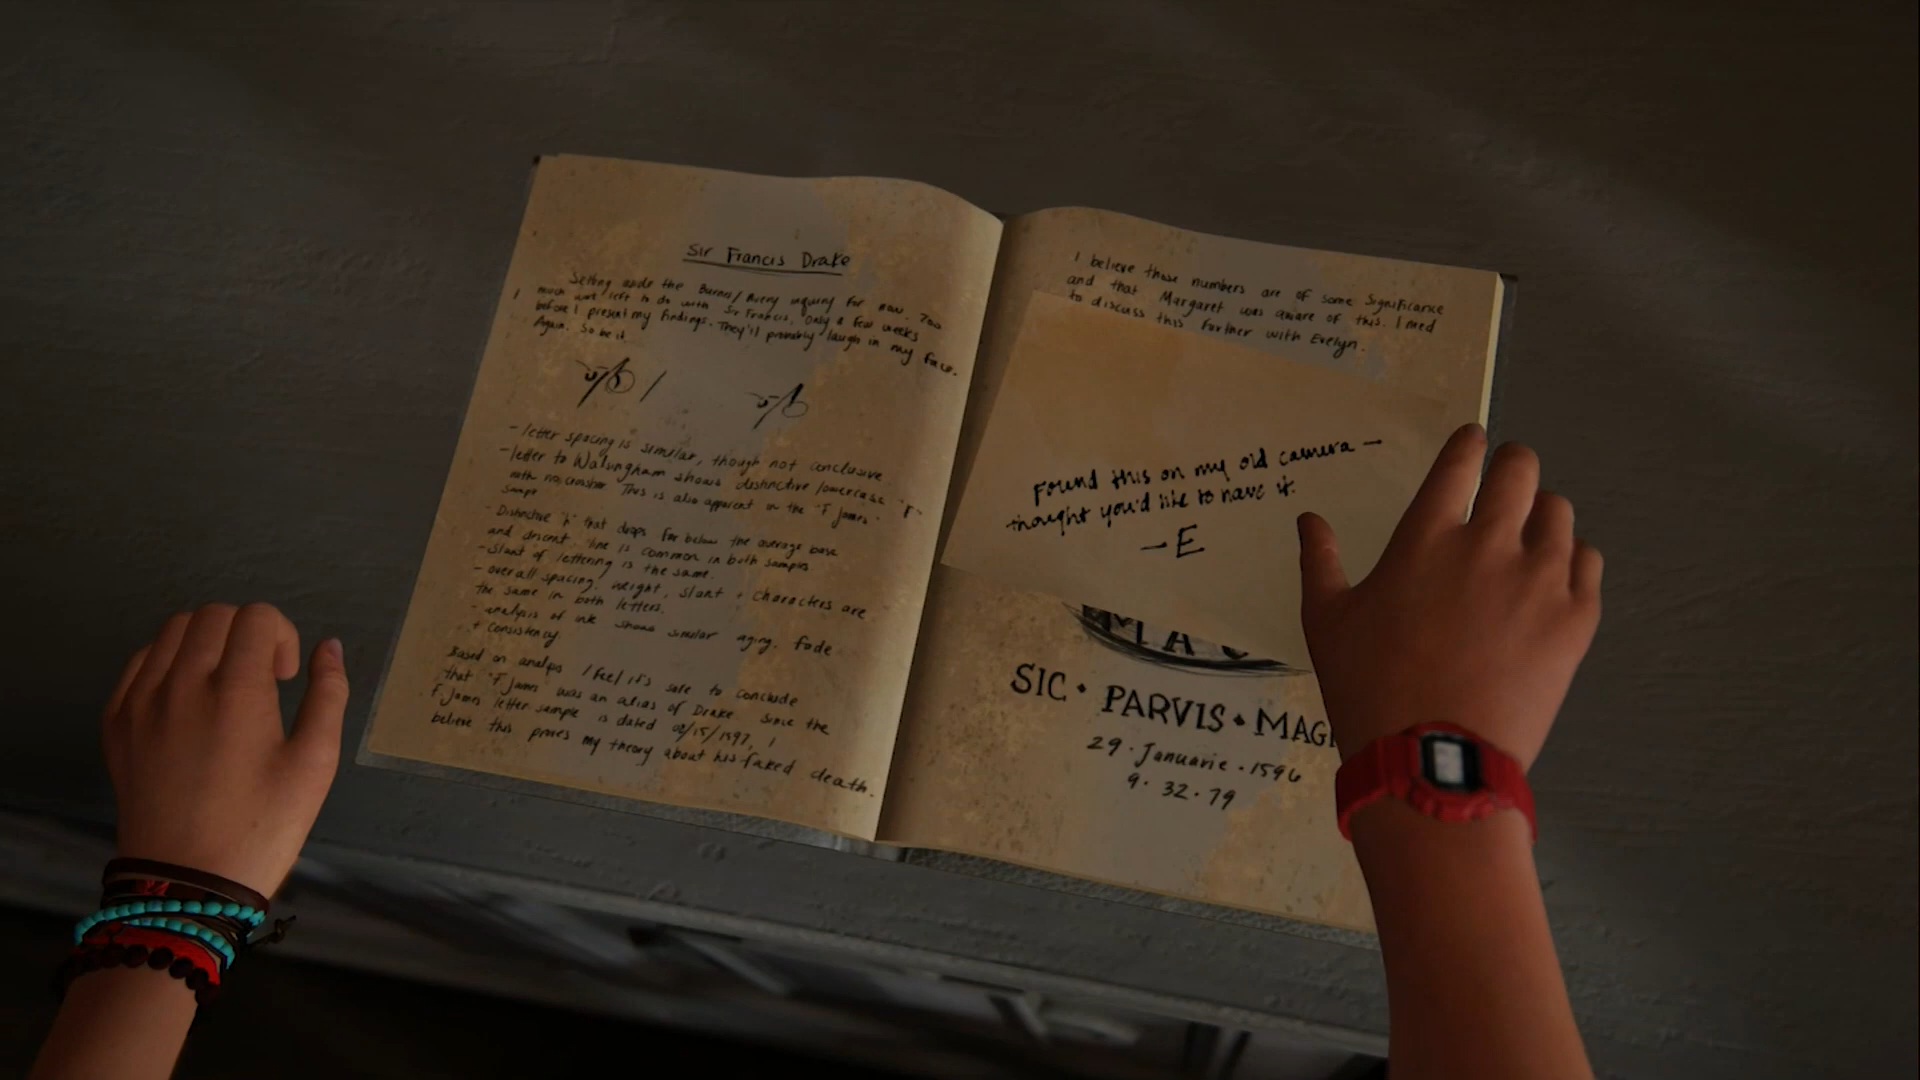 Sir Francis Drake
Setting aside the Burnes/Avery inquiry for now. Too
much work left to do with Sir Francis. Only a few weeks
before I present my findings. They'll probably laugh in my face.
Again. So be it.
- letter spacing is similar, though not conclusive
- letter to Walsingham shows distinctive lowercase "r"
with no crossbar This is also apparent in the "F James"
sample
- Distinctive "h" that drops far below the average base
and descent line is common in both samples
- Slant of lettering is the same.
- overall spacing, weight, slant + characters are
the same in both letters.
- analysis of ink shows similar aging, fade
+ consistency
Based on analysis I feel it's safe to conclude
that "F James" was an alias of Drake. Since the
F James letter sample is dated 02/15/1597, I
believe this proves my theory about his faked death.
I believe those numbers are of some significance
and that Margaret was aware of this. I need
to discuss this further with Evelyn.
Found this on my old camera —
thought you'd like to have it.
—E
MAG
SIC · PARVIS · MAG
29 · Januarie · 1596
9 · 32 · 79